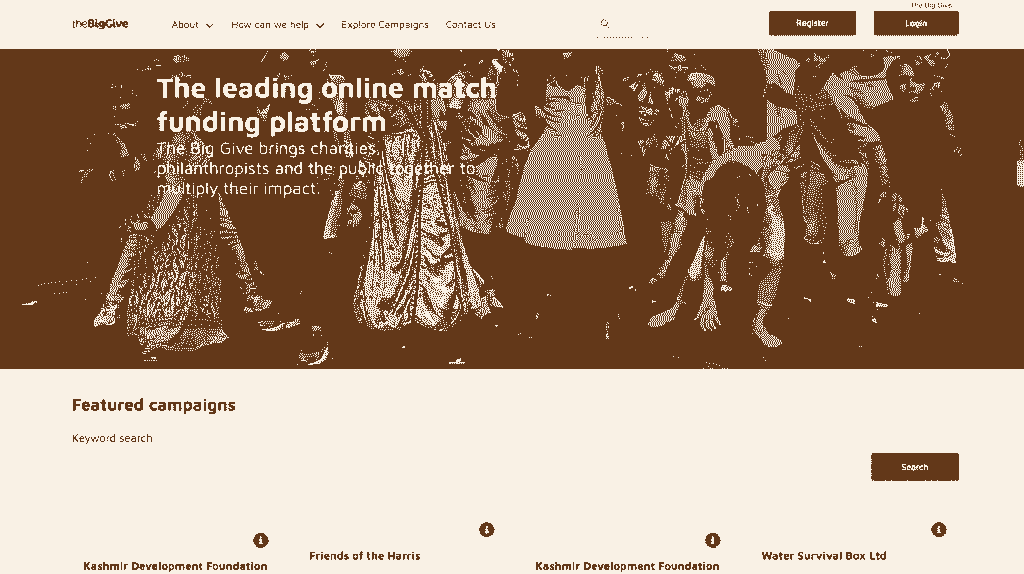 The Big Give
theBigGive
About
How can we help
Explore Campaigns
Contact Us
Register
Login
The leading online match
funding platform
The Big Give brings charities,
philanthropists and the public together to
multiply their impact.
Featured campaigns
Keyword search
Search
Kashmir Development Foundation
Friends of the Harris
Kashmir Development Foundation
Water Survival Box Ltd